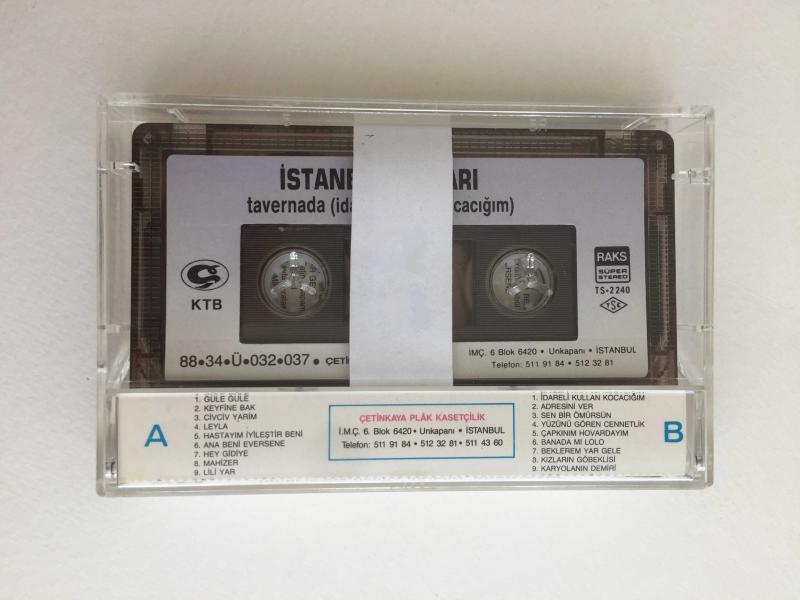 İSTANB ARI
tavernada (ida cacığım)
KTB
RAKS
SÜPER
STEREO
TS•2240
TSE
88•34•Ü•032•037• ÇETİ
İMÇ. 6 Blok 6420 • Unkapanı • İSTANBUL
Telefon: 511 91 84 • 512 32 81
A
1. GÜLE GÜLE
2. KEYFİNE BAK
3. CİVCİV YARİM
4. LEYLA
5. HASTAYIM İYİLEŞTİR BENİ
6. ANA BENİ EVERSENE
7. HEY GİDİYE
8. MAHİZER
9. LİLİ YAR
ÇETİNKAYA PLÂK KASETÇİLİK
İ.M.Ç. 6. Blok 6420 • Unkapanı • İSTANBUL
Telefon: 511 91 84 • 512 32 81 • 511 43 60
1. İDARELİ KULLAN KOCACIĞIM
2. ADRESİNİ VER
3. SEN BİR ÖMÜRSÜN
4. YÜZÜNÜ GÖREN CENNETLİK
5. ÇAPKINIM HOVARDAYIM
6. BANADA MI LOLO
7. BEKLEREM YAR GELE
8. KIZLARIN GÖBEKLİSİ
9. KARYOLANIN DEMİRİ
B